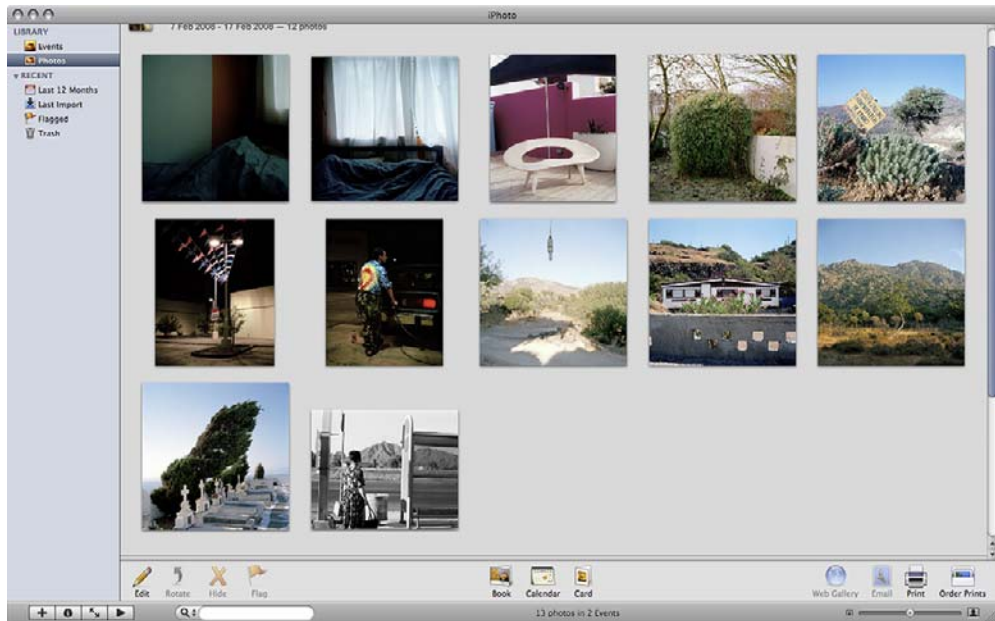 iPhoto
LIBRARY
Events
Photos
RECENT
Last 12 Months
Last Import
Flagged
Trash
7 Feb 2008 - 17 Feb 2008 — 12 photos
Edit
Rotate
Hide
Flag
Book
Calendar
Card
Web Gallery
Email
Print
Order Prints
13 photos in 2 Events